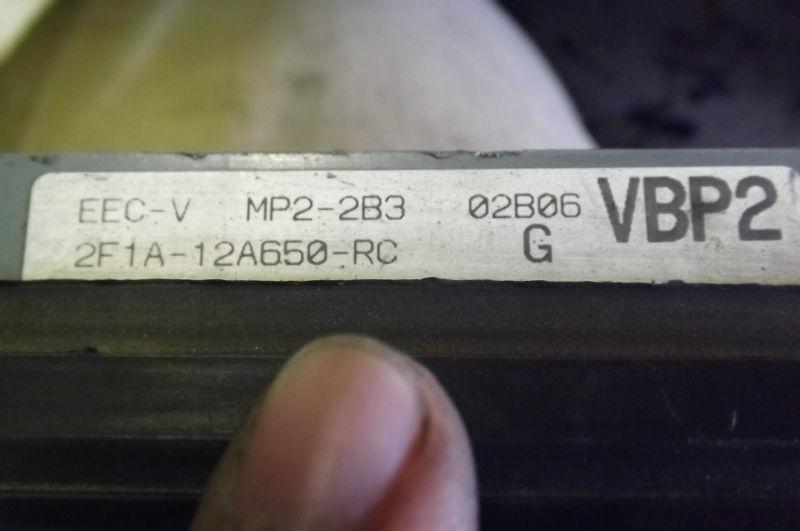 EEC-V MP2-2B3 02B06 VBP2
2F1A-12A650-RC G